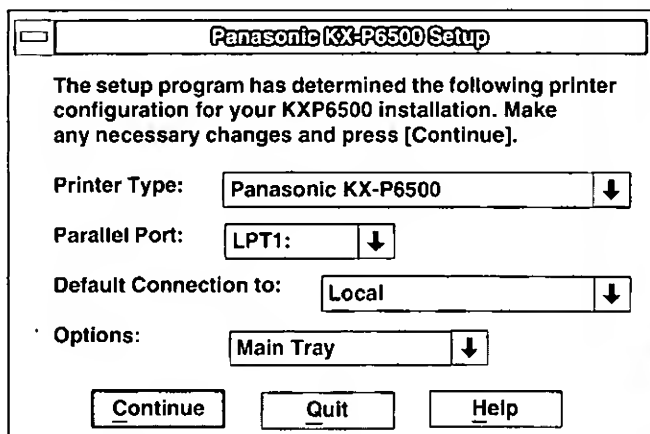 Panasonic KX-P6500 Setup
The setup program has determined the following printer
configuration for your KXP6500 installation. Make
any necessary changes and press [Continue].
Printer Type: Panasonic KX-P6500
Parallel Port: LPT1:
Default Connection to: Local
Options: Main Tray
Continue Quit Help